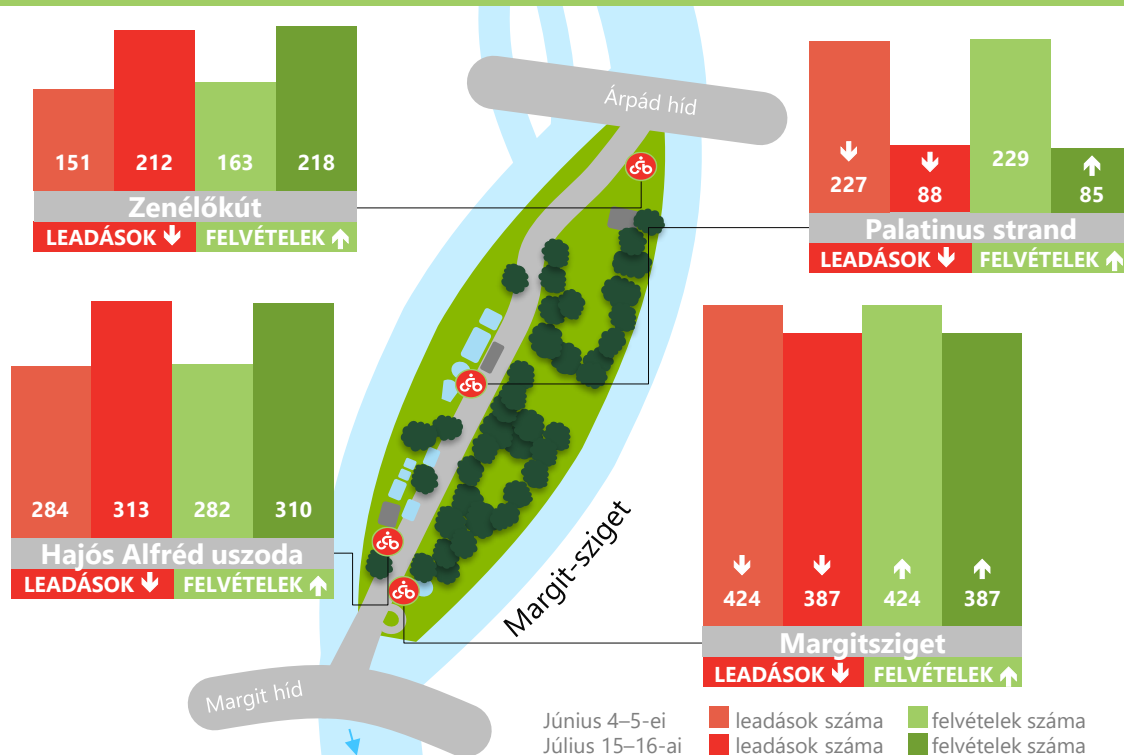 151 212 163 218
Zenélőkút
LEADÁSOK FELVÉTELEK
Árpád híd
227 88 229 85
Palatinus strand
LEADÁSOK FELVÉTELEK
284 313 282 310
Hajós Alfréd uszoda
LEADÁSOK FELVÉTELEK
Margit-sziget
424 387 424 387
Margitsziget
LEADÁSOK FELVÉTELEK
Margit híd
Június 4–5-ei leadások száma felvételek száma
Július 15–16-ai leadások száma felvételek száma